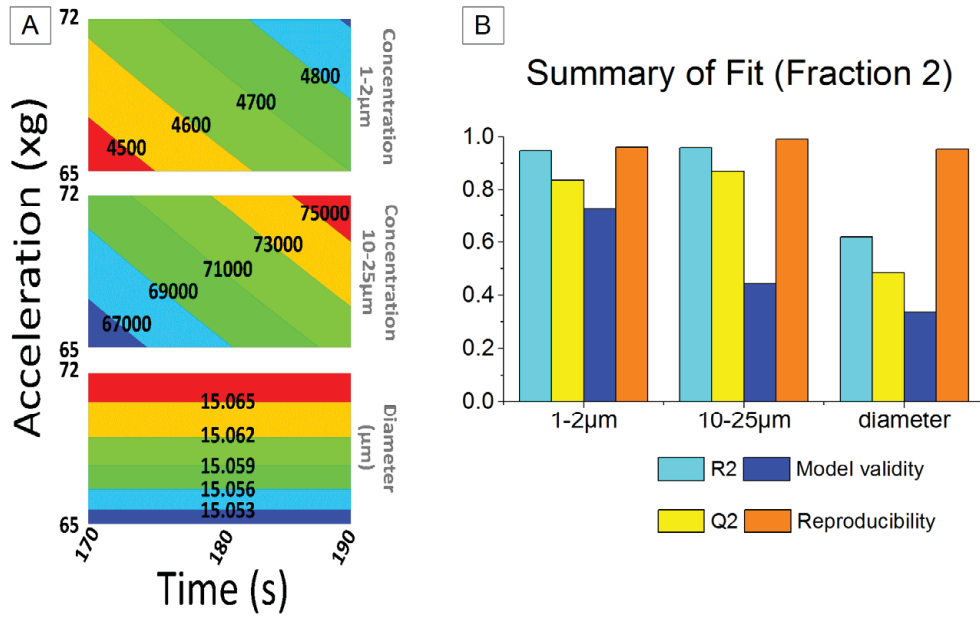 A
72
65
4500
4600
4700
4800
Concentration
1-2µm
72
65
67000
69000
71000
73000
75000
Concentration
10-25µm
72
65
15.065
15.062
15.059
15.056
15.053
Diameter
(µm)
Acceleration (xg)
170
180
190
Time (s)
B
Summary of Fit (Fraction 2)
1.0
0.8
0.6
0.4
0.2
0.0
1-2µm
10-25µm
diameter
R2
Model validity
Q2
Reproducibility